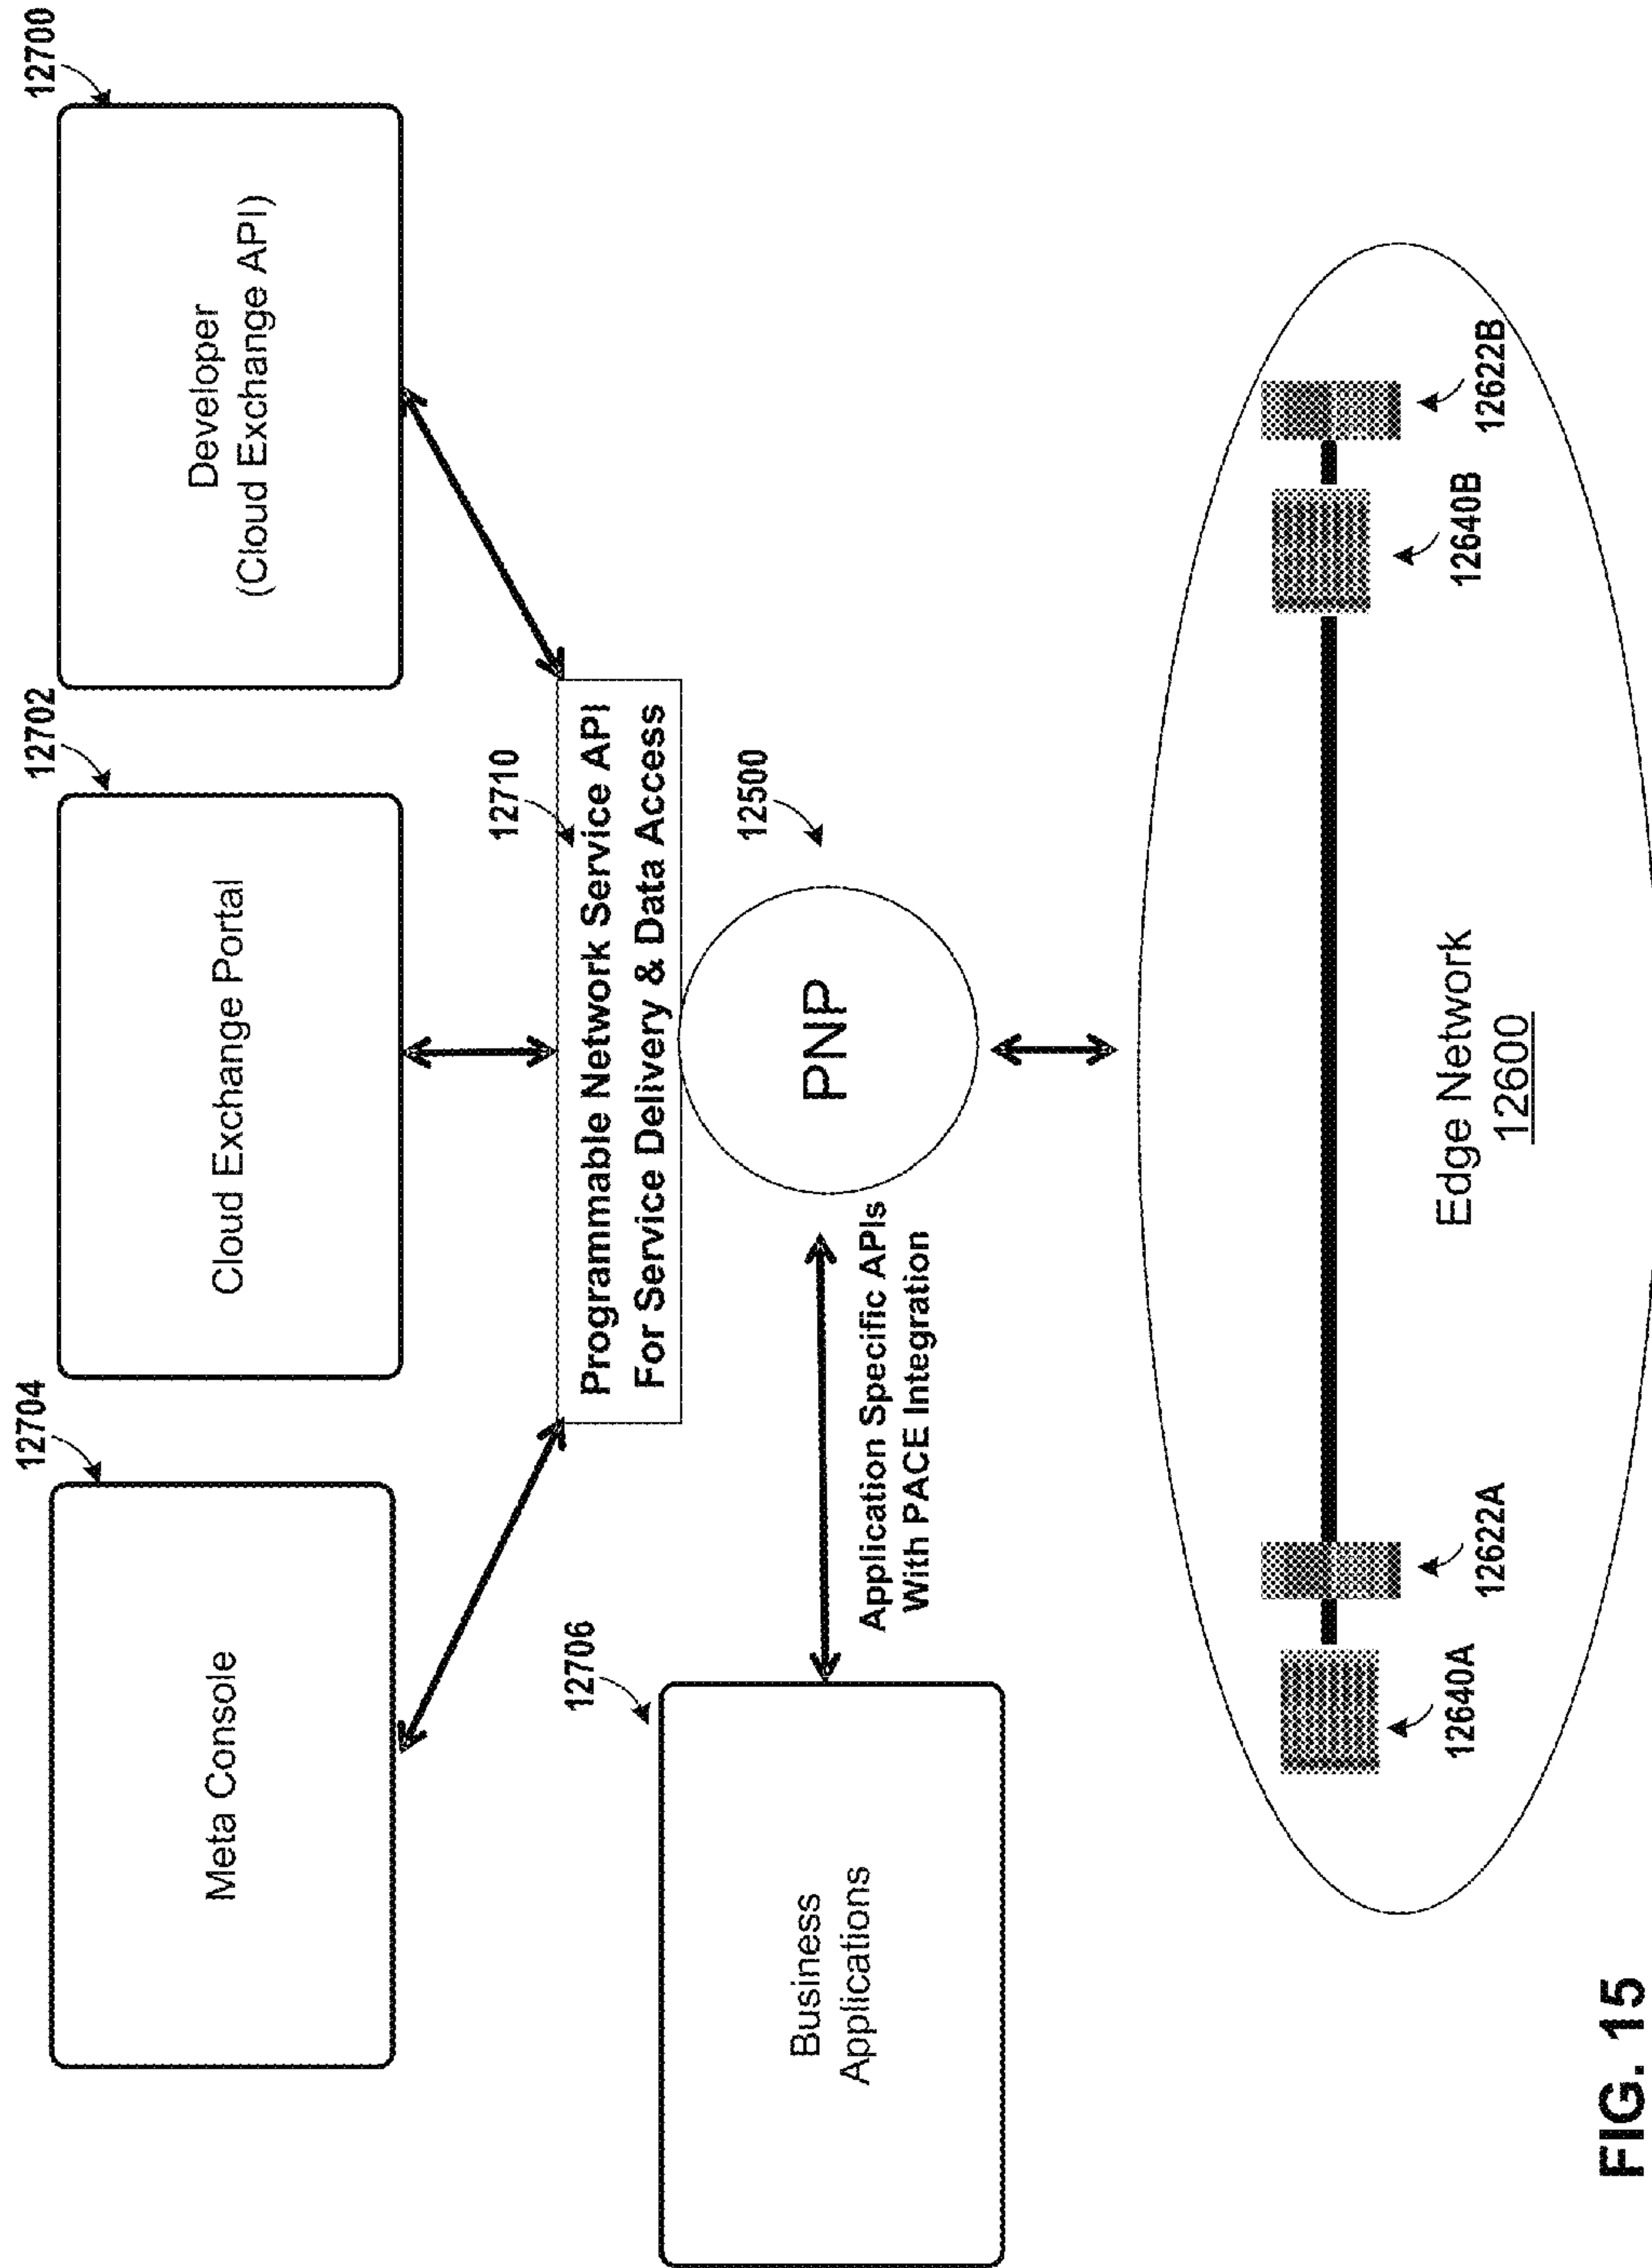 12704
12702
12700
Meta Console
Cloud Exchange Portal
Developer
(Cloud Exchange API)
12710
Programmable Network Service API
For Service Delivery & Data Access
12706
12500
Business
Applications
PNP
Application Specific APIs
With PACE Integration
12640A
12622A
12640B
12622B
Edge Network
12600
FIG. 15